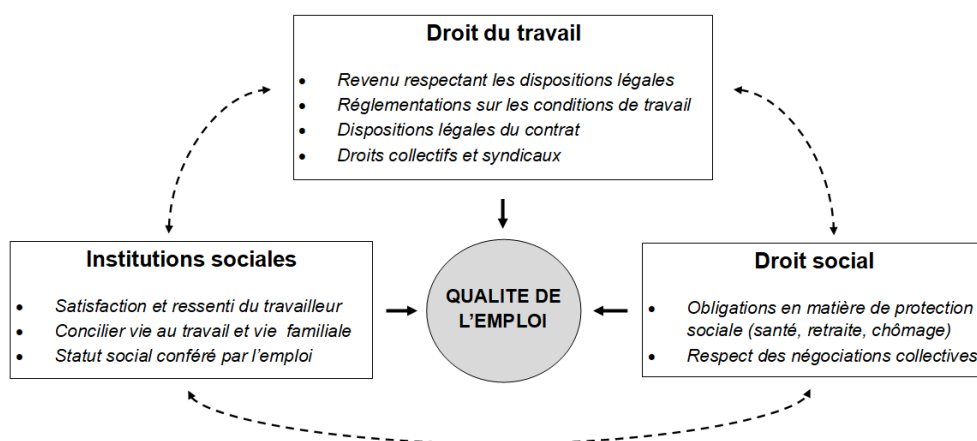 Droit du travail
• Revenu respectant les dispositions légales
• Réglementations sur les conditions de travail
• Dispositions légales du contrat
• Droits collectifs et syndicaux
Institutions sociales
• Satisfaction et ressenti du travailleur
• Concilier vie au travail et vie familiale
• Statut social conféré par l'emploi
QUALITE DE
L'EMPLOI
Droit social
• Obligations en matière de protection
sociale (santé, retraite, chômage)
• Respect des négociations collectives